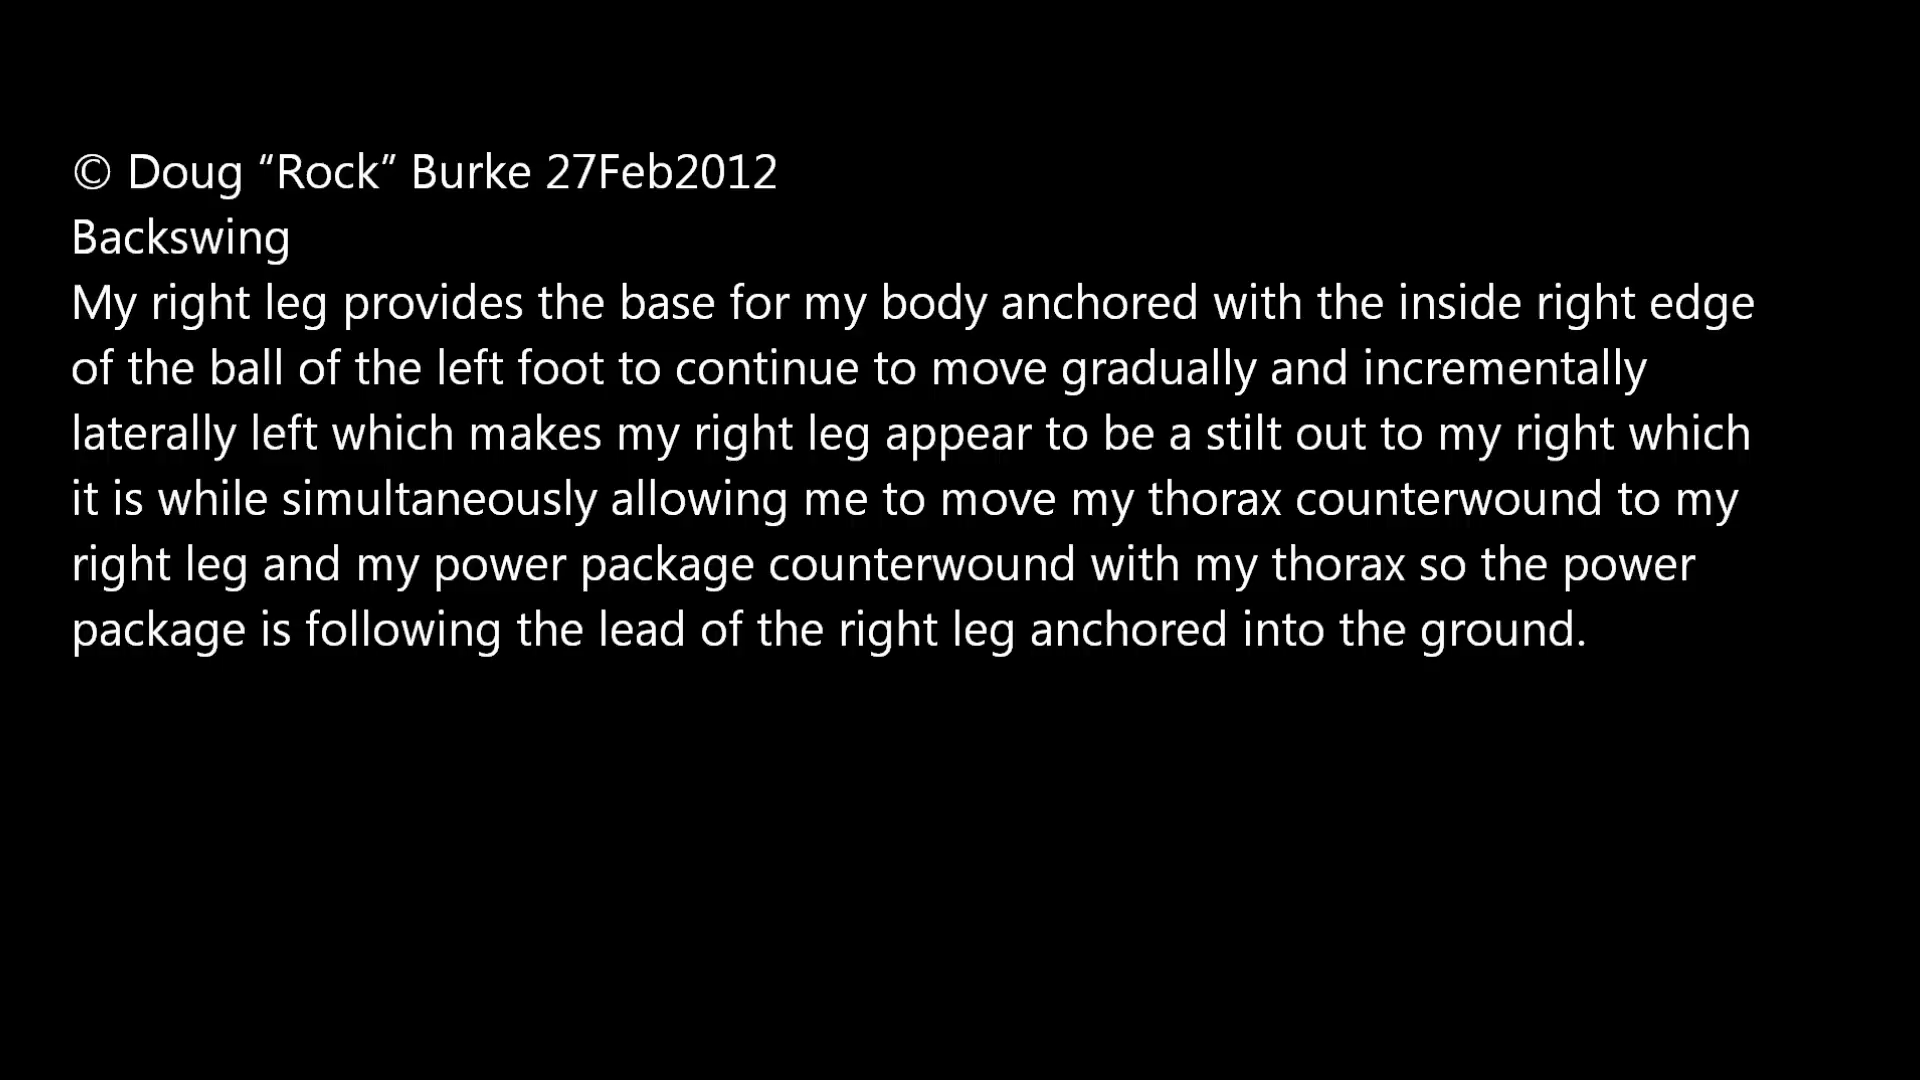 © Doug “Rock” Burke 27Feb2012
Backswing
My right leg provides the base for my body anchored with the inside right edge
of the ball of the left foot to continue to move gradually and incrementally
laterally left which makes my right leg appear to be a stilt out to my right which
it is while simultaneously allowing me to move my thorax counterwound to my
right leg and my power package counterwound with my thorax so the power
package is following the lead of the right leg anchored into the ground.